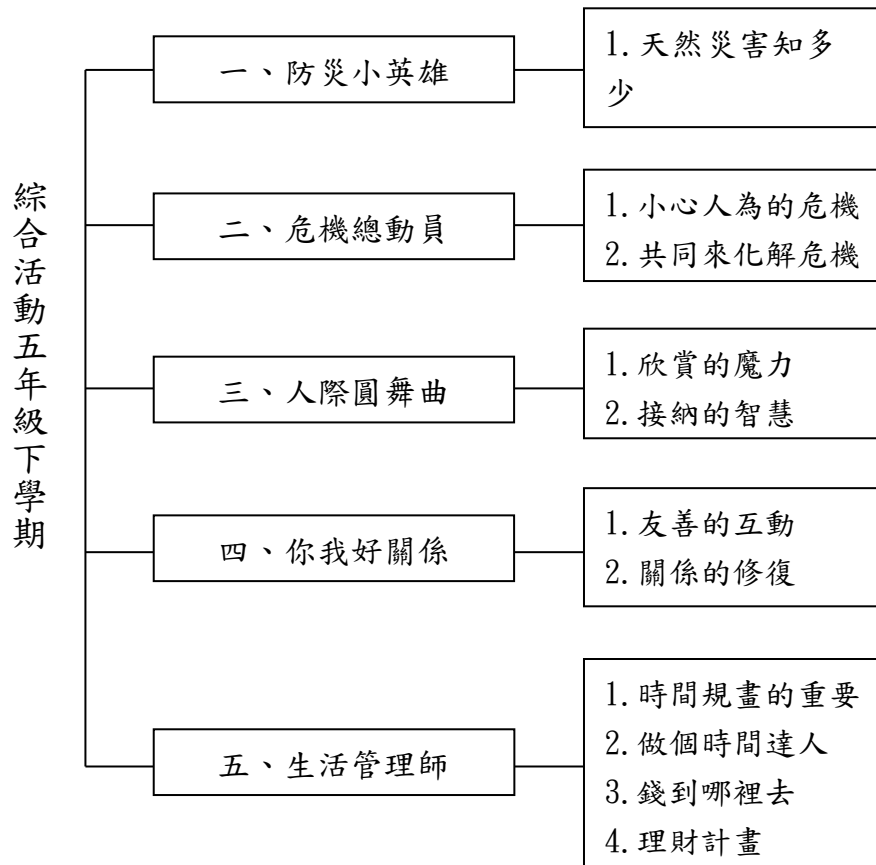 綜合活動五年級下學期
一、防災小英雄
1.天然災害知多
少
二、危機總動員
1.小心人為的危機
2.共同來化解危機
三、人際圓舞曲
1.欣賞的魔力
2.接納的智慧
四、你我好關係
1.友善的互動
2.關係的修復
五、生活管理師
1.時間規畫的重要
2.做個時間達人
3.錢到哪裡去
4.理財計畫